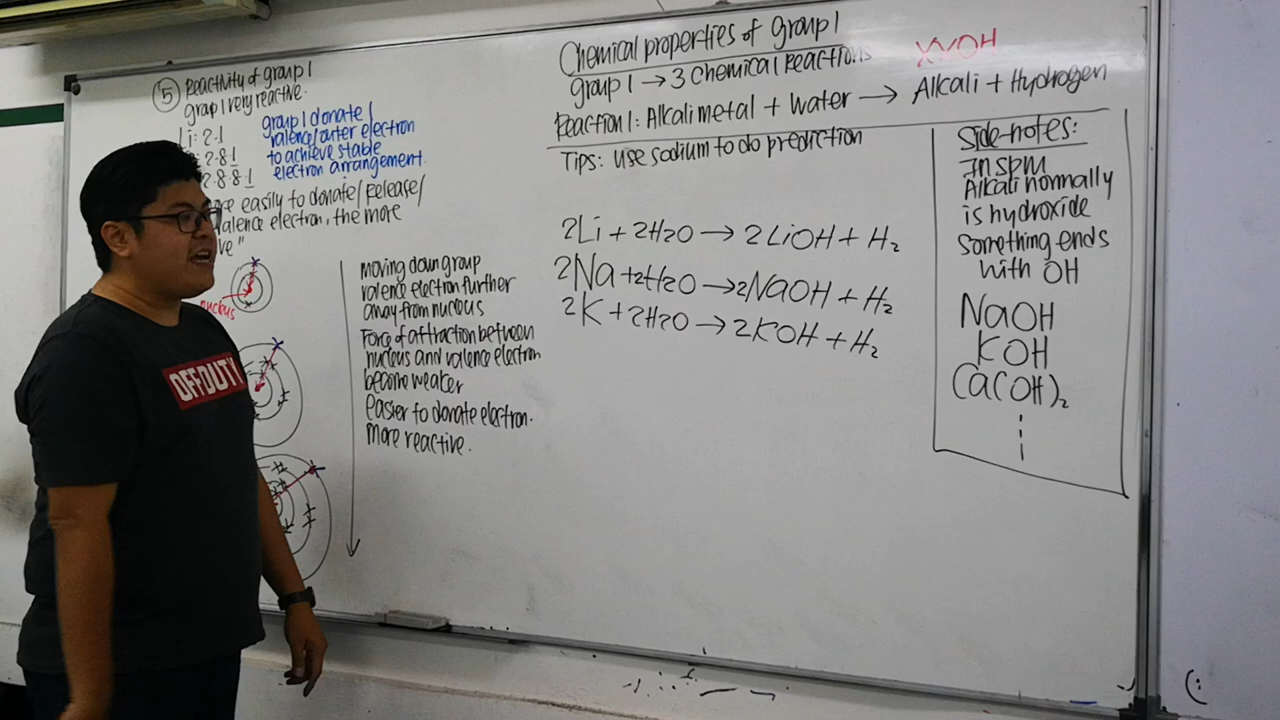 5 Reactivity of group 1
group 1 very reactive.
Li: 2.1
: 2.8.1
2.8.8.1
group 1 donate /
valence/outer electron
to achieve stable
electron arrangement.
easily to donate/release/
valence electron, the more
ve"
nucleus
moving down group
valence electron further
away from nucleus
Force of attraction between
nucleus and valence electron
become weaker
easier to donate electron.
more reactive.
OFFDUTY
Chemical properties of Group 1
group 1 → 3 chemical reactions
XYOH
Reaction 1: Alkali metal + water → Alkali + Hydrogen
Tips: use sodium to do prediction
2Li + 2H2O → 2LiOH + H₂
2Na + 2H2O → 2NaOH + H₂
2K + 2H2O → 2KOH + H₂
Side-notes:
In spm
Alkali normally
is hydroxide
something ends
with OH
NaOH
KOH
Ca(OH)₂